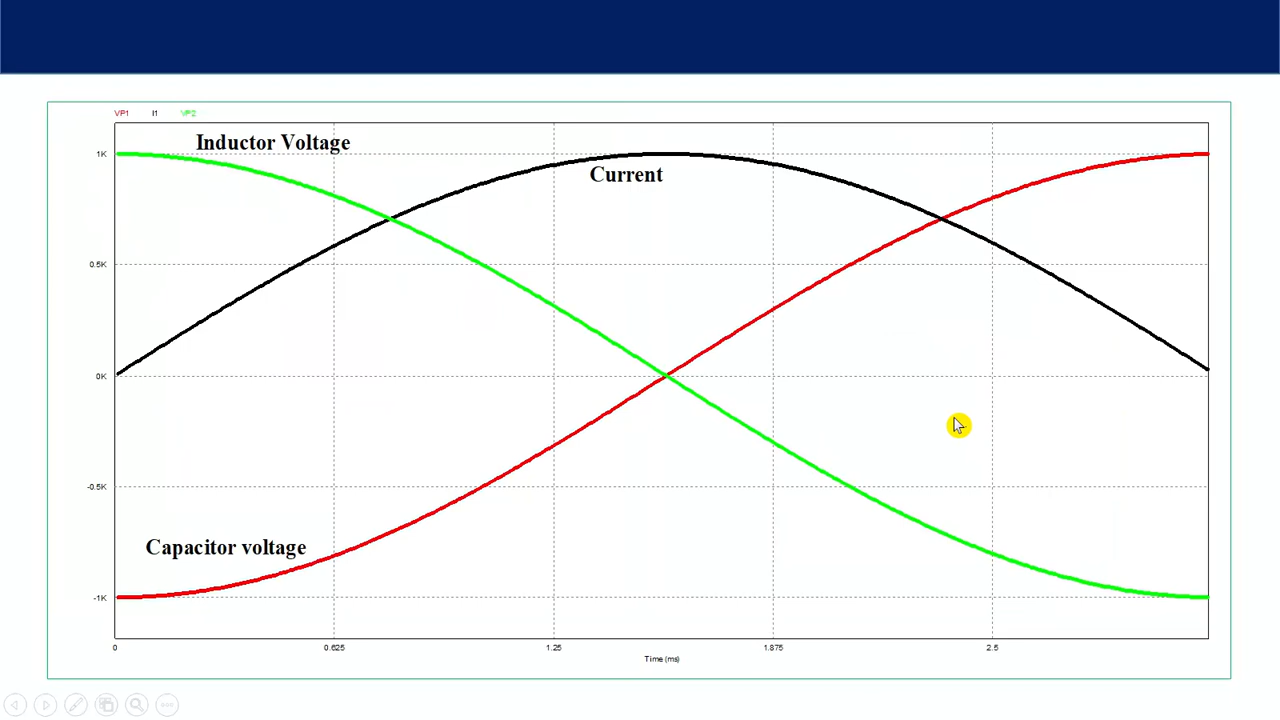 VP1 I1 VP2
Inductor Voltage
1K
Current
0.5K
0K
-0.5K
Capacitor voltage
-1K
0 0.625 1.25 1.875 2.5
Time (ms)